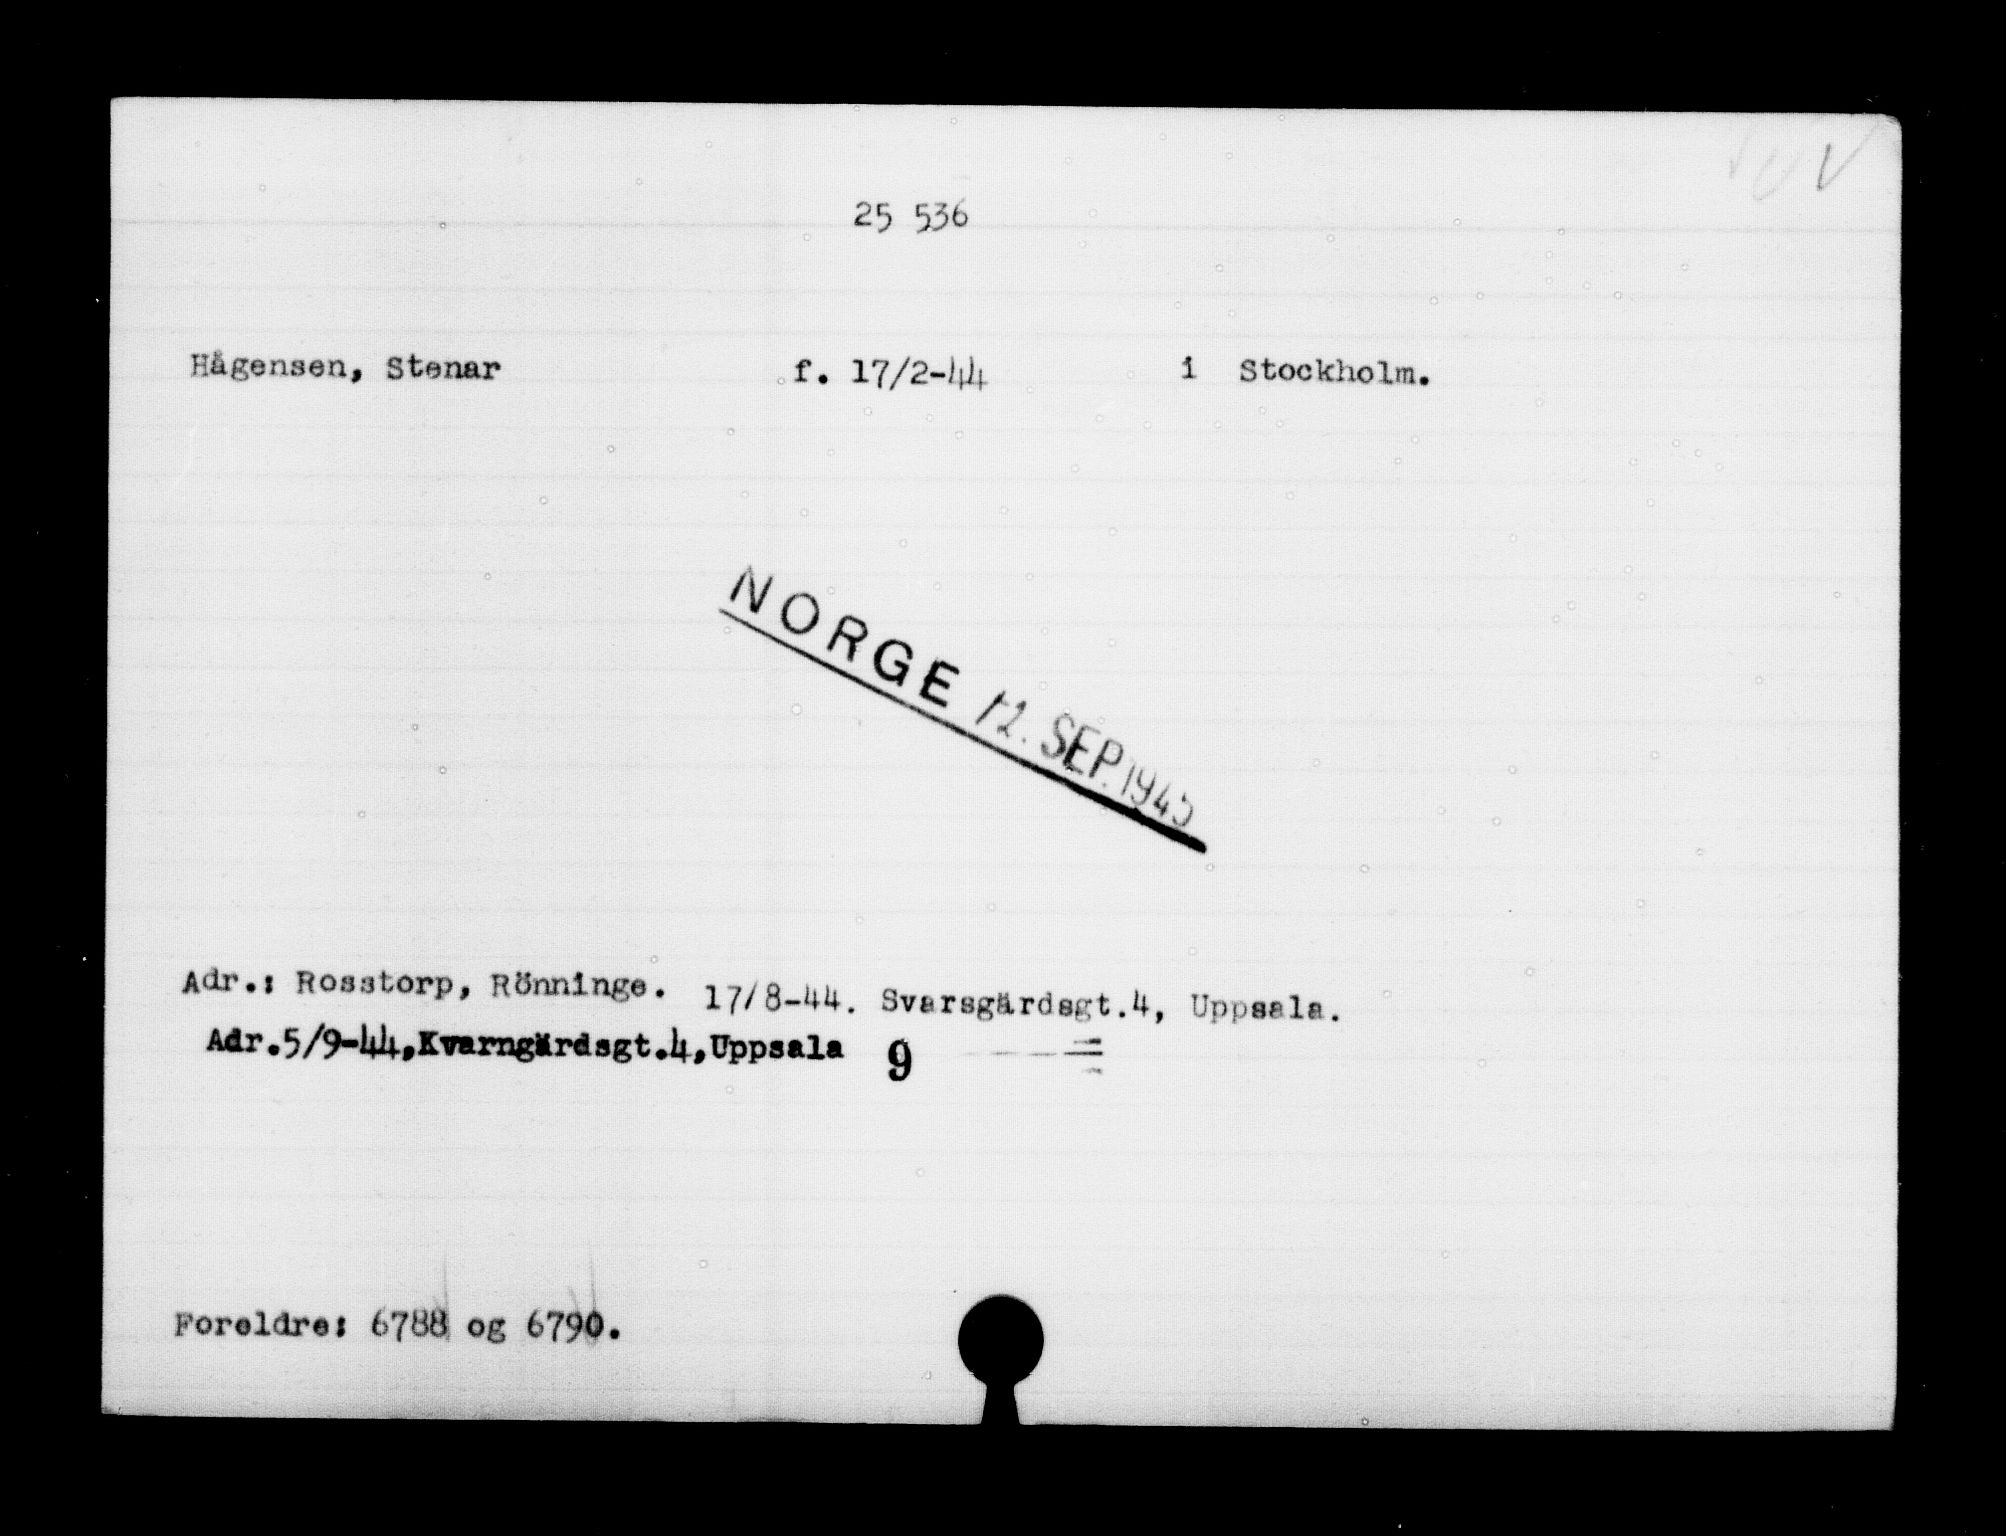 25 536
Hågensen, Stenar f. 17/2-44 i Stockholm.
NORGE 12. SEP. 1945
Adr.: Rosstorp, Rönninge. 17/8-44. Svarsgärdsgt.4, Uppsala.
Adr.5/9-44,Kvarngärdsgt.4,Uppsala 9
Foreldre: 6788 og 6790.